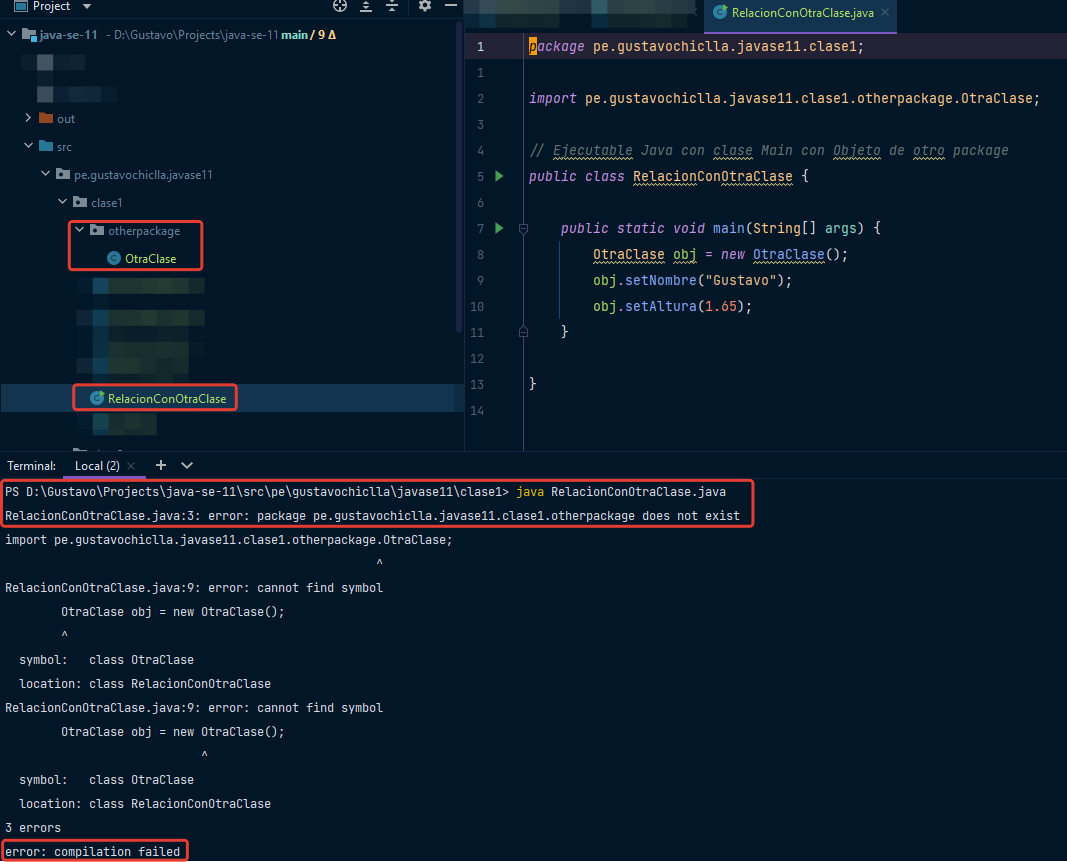 Project
java-se-11 - D:\Gustavo\Projects\java-se-11 main / 9 Δ
out
src
pe.gustavochiclla.javase11
clase1
otherpackage
OtraClase
RelacionConOtraClase
RelacionConOtraClase.java
1 package pe.gustavochiclla.javase11.clase1;
1
2 import pe.gustavochiclla.javase11.clase1.otherpackage.OtraClase;
3
4 // Ejecutable Java con clase Main con Objeto de otro package
5 public class RelacionConOtraClase {
6
7 public static void main(String[] args) {
8 OtraClase obj = new OtraClase();
9 obj.setNombre("Gustavo");
10 obj.setAltura(1.65);
11 }
12
13 }
14
Terminal: Local (2)
PS D:\Gustavo\Projects\java-se-11\src\pe\gustavochiclla\javase11\clase1> java RelacionConOtraClase.java
RelacionConOtraClase.java:3: error: package pe.gustavochiclla.javase11.clase1.otherpackage does not exist
import pe.gustavochiclla.javase11.clase1.otherpackage.OtraClase;
^
RelacionConOtraClase.java:9: error: cannot find symbol
OtraClase obj = new OtraClase();
^
symbol: class OtraClase
location: class RelacionConOtraClase
RelacionConOtraClase.java:9: error: cannot find symbol
OtraClase obj = new OtraClase();
^
symbol: class OtraClase
location: class RelacionConOtraClase
3 errors
error: compilation failed